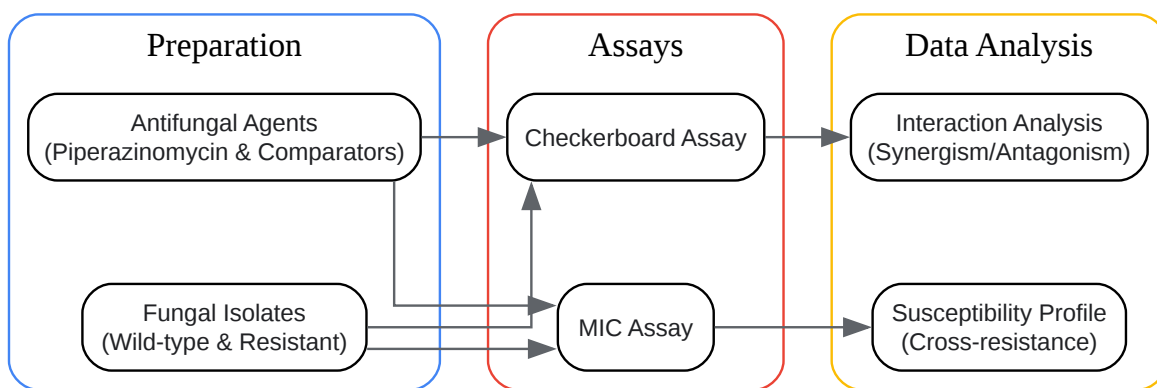 Preparation
Antifungal Agents
(Piperazinomycin & Comparators)
Fungal Isolates
(Wild-type & Resistant)
Assays
Checkerboard Assay
MIC Assay
Data Analysis
Interaction Analysis
(Synergism/Antagonism)
Susceptibility Profile
(Cross-resistance)